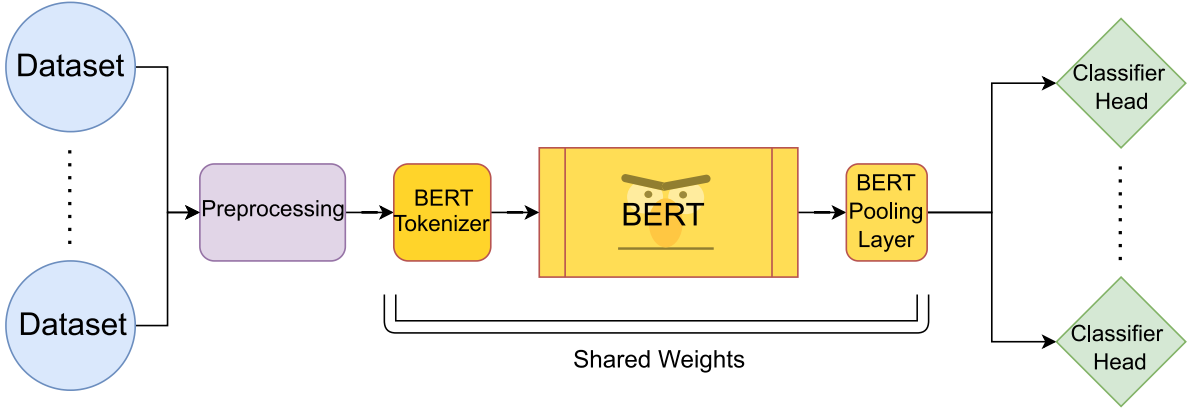 Dataset
Dataset
Preprocessing
BERT
Tokenizer
BERT
BERT
Pooling
Layer
Shared Weights
Classifier
Head
Classifier
Head